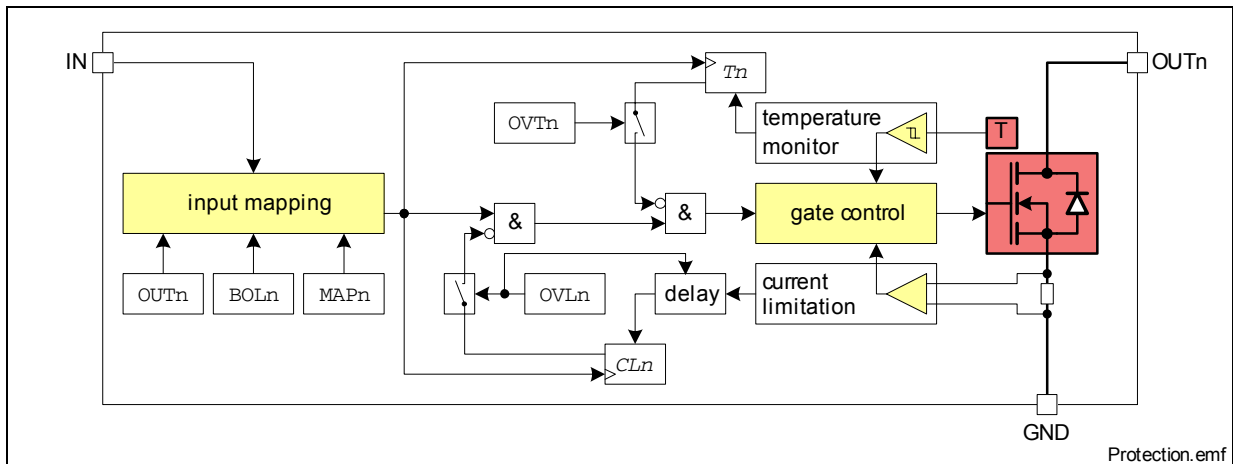 IN
OUTn
Tn
OVTn
temperature
monitor
T
input mapping
&
&
gate control
OUTn
BOLn
MAPn
OVLn
delay
current
limitation
CLn
GND
Protection.emf